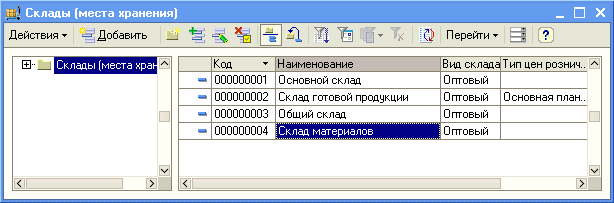 Склады (места хранения)
Действия Добавить Перейти
Склады (места хран
Код Наименование Вид склада Тип цен рознич...
000000001 Основной склад Оптовый
000000002 Склад готовой продукции Оптовый Основная план...
000000003 Общий склад Оптовый
000000004 Склад материалов Оптовый